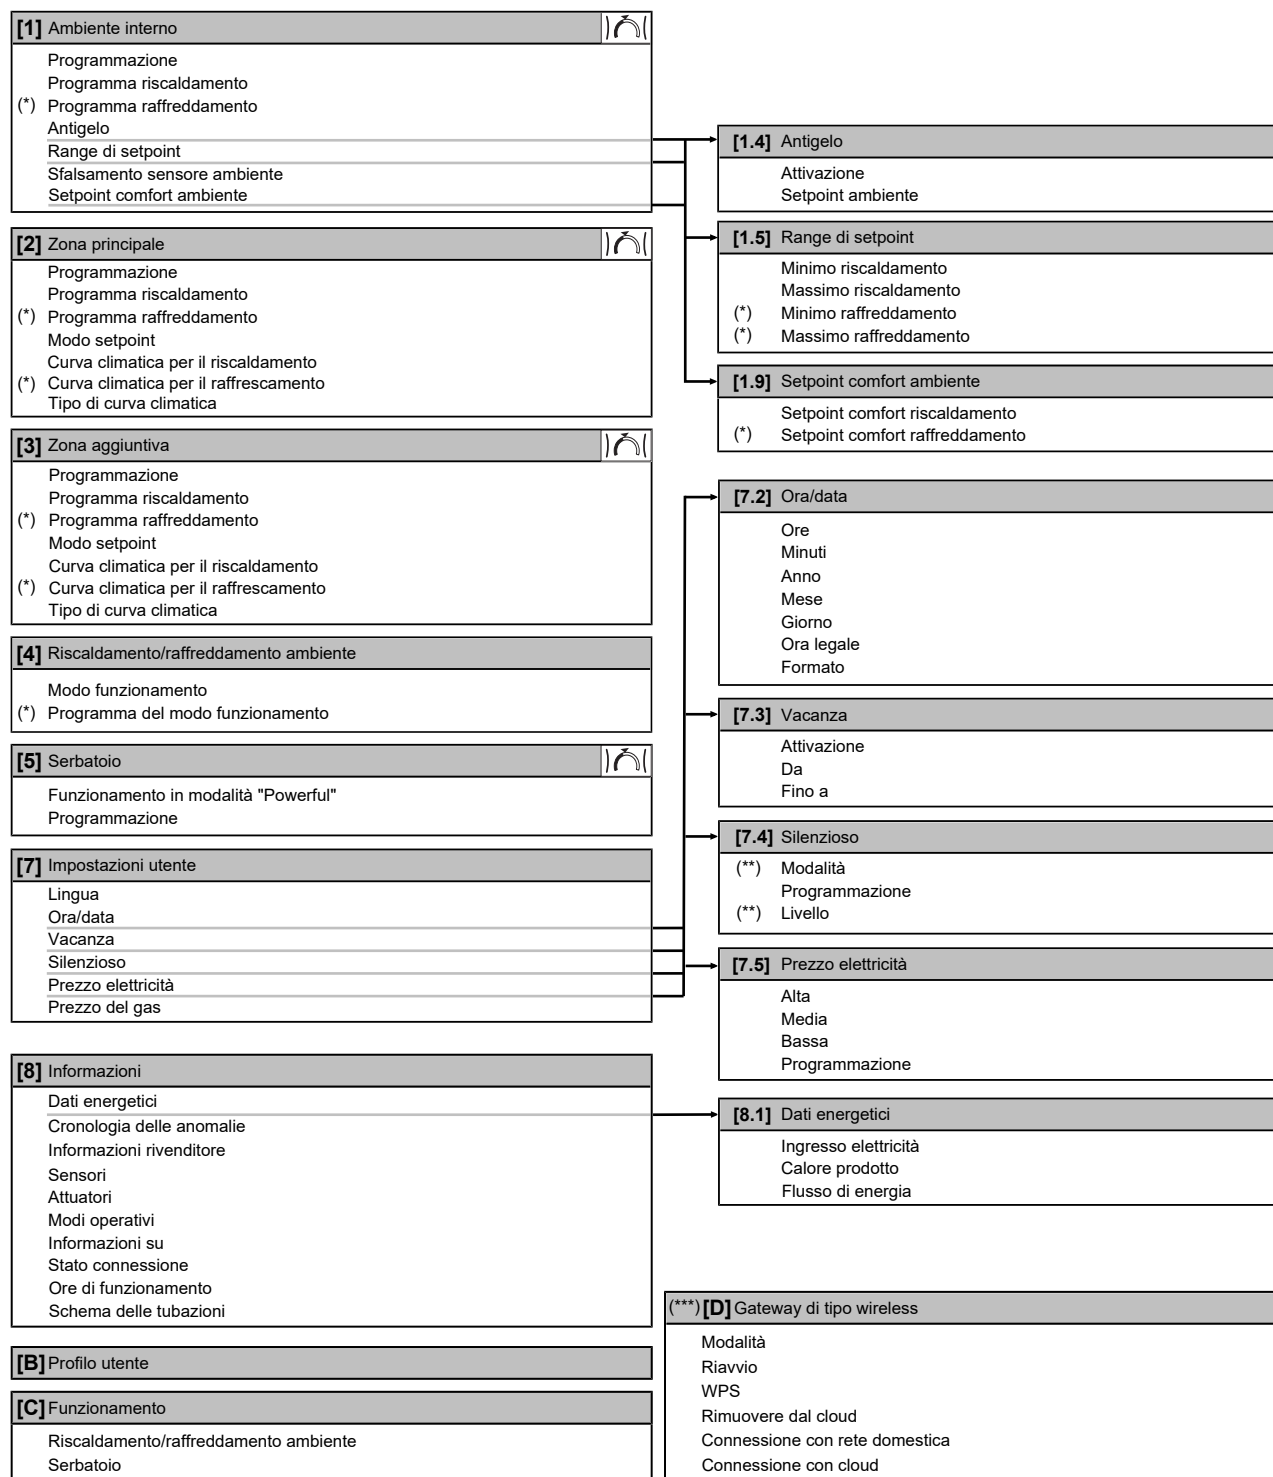 [1] Ambiente interno
Programmazione
Programma riscaldamento
(*) Programma raffreddamento
Antigelo
Range di setpoint
Sfalsamento sensore ambiente
Setpoint comfort ambiente
[2] Zona principale
Programmazione
Programma riscaldamento
(*) Programma raffreddamento
Modo setpoint
Curva climatica per il riscaldamento
(*) Curva climatica per il raffrescamento
Tipo di curva climatica
[3] Zona aggiuntiva
Programmazione
Programma riscaldamento
(*) Programma raffreddamento
Modo setpoint
Curva climatica per il riscaldamento
(*) Curva climatica per il raffrescamento
Tipo di curva climatica
[4] Riscaldamento/raffreddamento ambiente
Modo funzionamento
(*) Programma del modo funzionamento
[5] Serbatoio
Funzionamento in modalità "Powerful"
Programmazione
[7] Impostazioni utente
Lingua
Ora/data
Vacanza
Silenzioso
Prezzo elettricità
Prezzo del gas
[8] Informazioni
Dati energetici
Cronologia delle anomalie
Informazioni rivenditore
Sensori
Attuatori
Modi operativi
Informazioni su
Stato connessione
Ore di funzionamento
Schema delle tubazioni
[B] Profilo utente
[C] Funzionamento
Riscaldamento/raffreddamento ambiente
Serbatoio
[1.4] Antigelo
Attivazione
Setpoint ambiente
[1.5] Range di setpoint
Minimo riscaldamento
Massimo riscaldamento
(*) Minimo raffreddamento
(*) Massimo raffreddamento
[1.9] Setpoint comfort ambiente
Setpoint comfort riscaldamento
(*) Setpoint comfort raffreddamento
[7.2] Ora/data
Ore
Minuti
Anno
Mese
Giorno
Ora legale
Formato
[7.3] Vacanza
Attivazione
Da
Fino a
[7.4] Silenzioso
(**) Modalità
Programmazione
(**) Livello
[7.5] Prezzo elettricità
Alta
Media
Bassa
Programmazione
[8.1] Dati energetici
Ingresso elettricità
Calore prodotto
Flusso di energia
(***) [D] Gateway di tipo wireless
Modalità
Riavvio
WPS
Rimuovere dal cloud
Connessione con rete domestica
Connessione con cloud